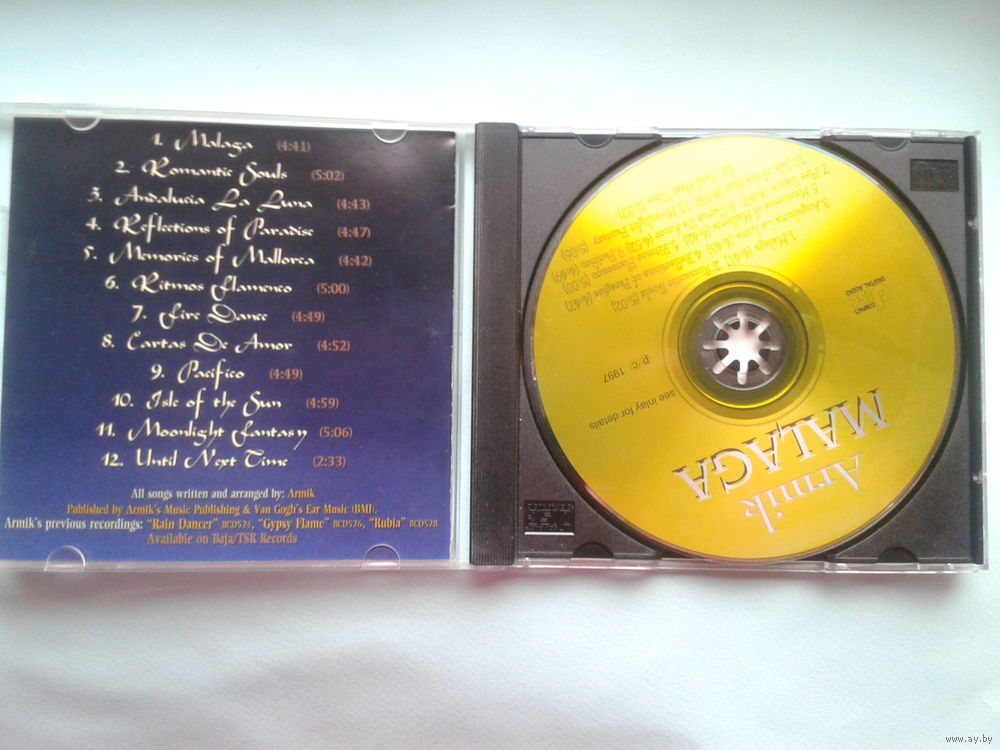 1. Malaga (4:41)
2. Romantic Souls (5:02)
3. Andalucia La Luna (4:43)
4. Reflections of Paradise (4:47)
5. Memories of Mallorca (4:42)
6. Ritmos Flamenco (5:00)
7. Fire Dance (4:49)
8. Cartas De Amor (4:52)
9. Pacifico (4:49)
10. Isle of the Sun (4:59)
11. Moonlight Fantasy (5:06)
12. Until Next Time (2:33)
All songs written and arranged by: Armik
Published by Armik's Music Publishing & Van Gogh's Ear Music (BMI).
Armik's previous recordings: "Rain Dancer" BCD523, "Gypsy Flame" BCD526, "Rubia" BCD528
Available on Baja/TSR Records
Armik
MALAGA
see inlay for details
P © 1997
COMPACT
DIGITAL AUDIO
www.ay.by